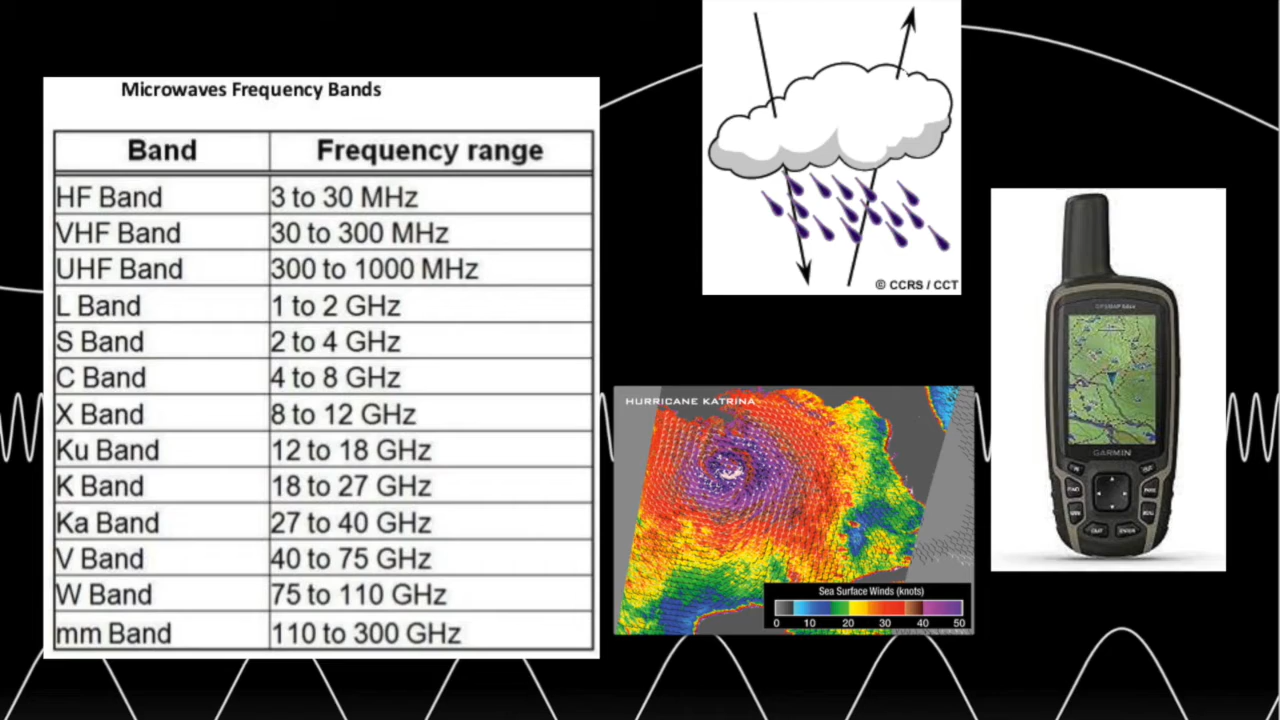 Microwaves Frequency Bands
Band Frequency range
HF Band 3 to 30 MHz
VHF Band 30 to 300 MHz
UHF Band 300 to 1000 MHz
L Band 1 to 2 GHz
S Band 2 to 4 GHz
C Band 4 to 8 GHz
X Band 8 to 12 GHz
Ku Band 12 to 18 GHz
K Band 18 to 27 GHz
Ka Band 27 to 40 GHz
V Band 40 to 75 GHz
W Band 75 to 110 GHz
mm Band 110 to 300 GHz
© CCRS / CCT
HURRICANE KATRINA
Sea Surface Winds (knots)
0 10 20 30 40 50
GARMIN